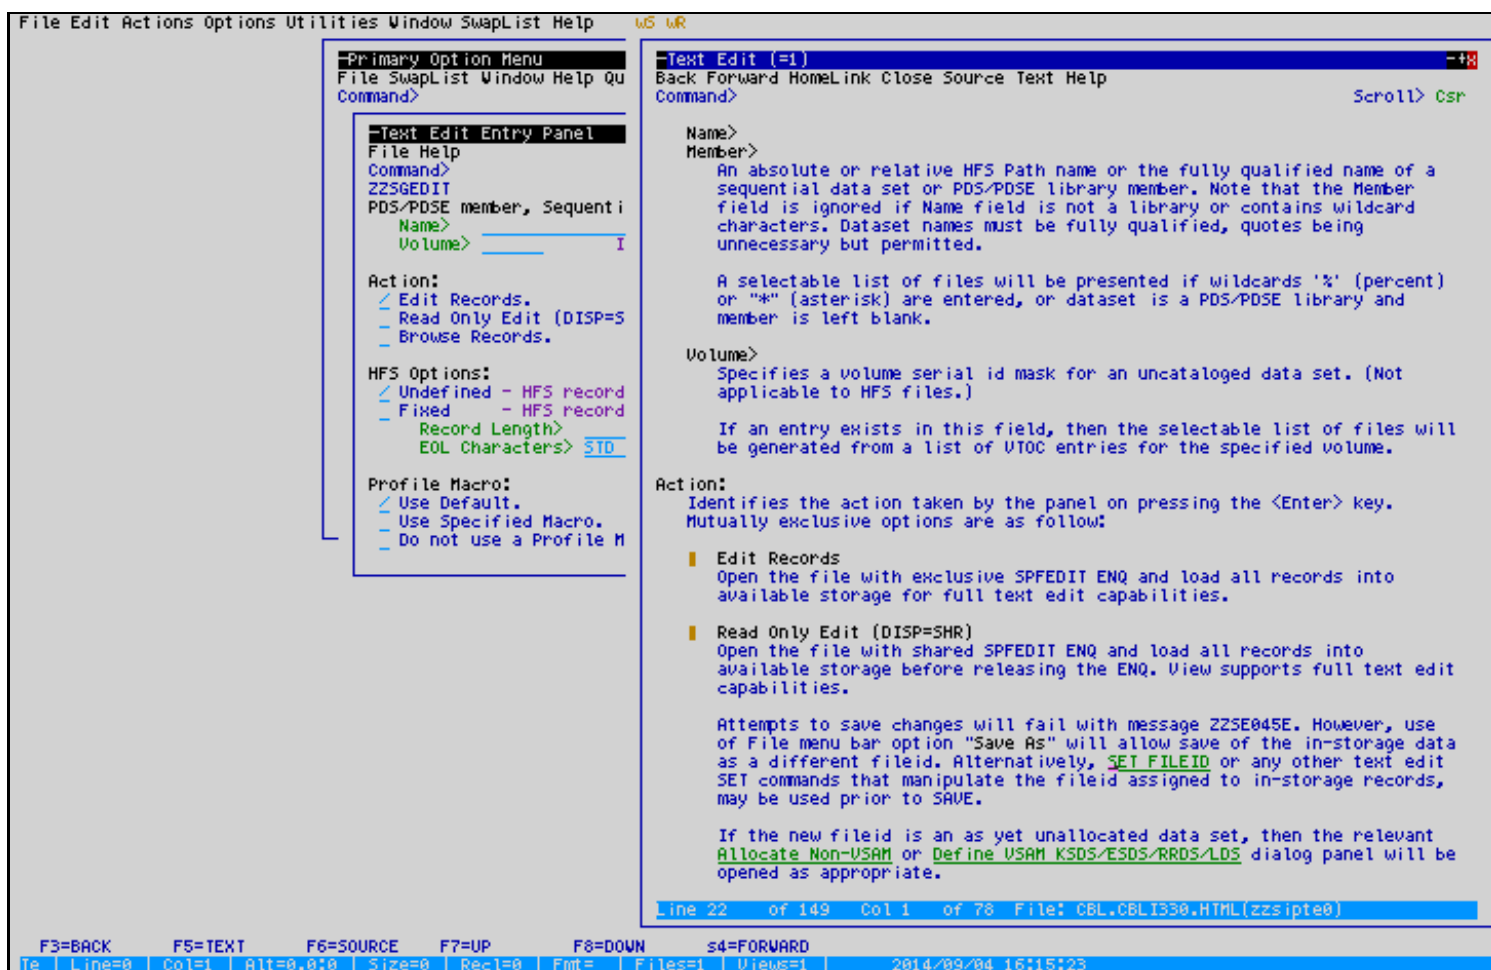 File Edit Actions Options Utilities Window SwapList Help wS wR
Primary Option Menu
File SwapList Window Help Qu
Command>
Text Edit Entry Panel
File Help
Command>
ZZSGEDIT
PDS/PDSE member, Sequenti
Name>
Volume> I
Action:
/ Edit Records.
_ Read Only Edit (DISP=S
_ Browse Records.
HFS Options:
/ Undefined - HFS record
_ Fixed - HFS record
Record Length>
EOL Characters> STD
Profile Macro:
/ Use Default.
_ Use Specified Macro.
_ Do not use a Profile M
-Text Edit (=1) -+x
Back Forward HomeLink Close Source Text Help
Command> Scroll> Csr
Name>
Member>
An absolute or relative HFS Path name or the fully qualified name of a
sequential data set or PDS/PDSE library member. Note that the Member
field is ignored if Name field is not a library or contains wildcard
characters. Dataset names must be fully qualified, quotes being
unnecessary but permitted.
A selectable list of files will be presented if wildcards '%' (percent)
or "*" (asterisk) are entered, or dataset is a PDS/PDSE library and
member is left blank.
Volume>
Specifies a volume serial id mask for an uncataloged data set. (Not
applicable to HFS files.)
If an entry exists in this field, then the selectable list of files will
be generated from a list of VTOC entries for the specified volume.
Action:
Identifies the action taken by the panel on pressing the <Enter> key.
Mutually exclusive options are as follow:
Edit Records
Open the file with exclusive SPFEDIT ENQ and load all records into
available storage for full text edit capabilities.
Read Only Edit (DISP=SHR)
Open the file with shared SPFEDIT ENQ and load all records into
available storage before releasing the ENQ. View supports full text edit
capabilities.
Attempts to save changes will fail with message ZZSE045E. However, use
of File menu bar option "Save As" will allow save of the in-storage data
as a different fileid. Alternatively, SET FILEID or any other text edit
SET commands that manipulate the fileid assigned to in-storage records,
may be used prior to SAVE.
If the new fileid is an as yet unallocated data set, then the relevant
Allocate Non-VSAM or Define VSAM KSDS/ESDS/RRDS/LDS dialog panel will be
opened as appropriate.
Line 22 of 149 Col 1 of 78 File: CBL.CBLI330.HTML(zzsipte0)
F3=BACK F5=TEXT F6=SOURCE F7=UP F8=DOWN s4=FORWARD
Te | Line=0 | Col=1 | Alt=0,0;0 | Size=0 | Recl=0 | Fmt= | Files=1 | Views=1 | 2014/09/04 16:15:23